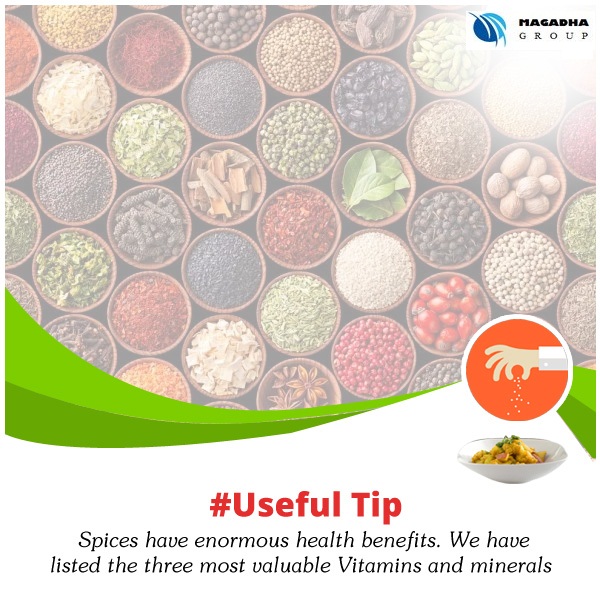 MAGADHA
GROUP
#Useful Tip
Spices have enormous health benefits. We have
listed the three most valuable Vitamins and minerals